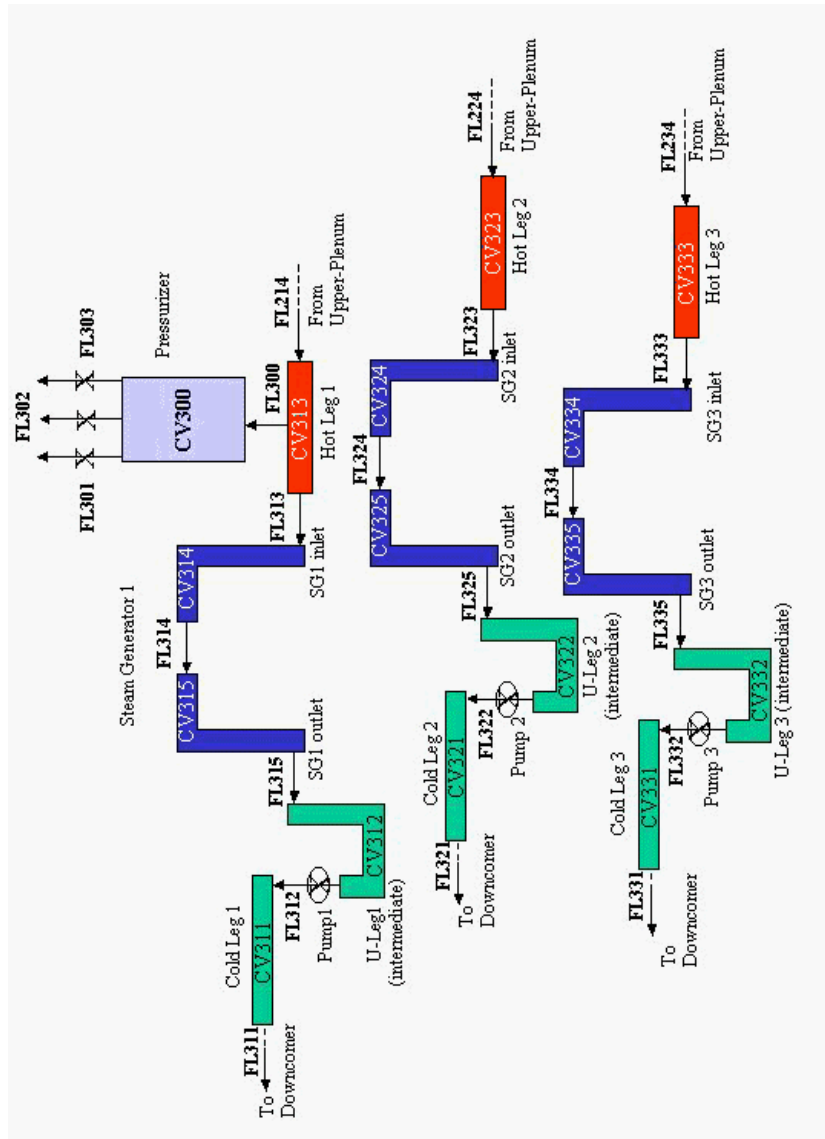 FL302
FL301
FL303
CV300
Pressurizer
FL300
FL214
From
Upper-Plenum
CV313
Hot Leg 1
FL313
Steam Generator 1
CV314
SG1 inlet
FL314
CV315
SG1 outlet
FL315
CV312
U-Leg1
(intermediate)
FL312
Pump1
Cold Leg 1
CV311
FL311
To
Downcomer
FL224
From
Upper-Plenum
CV323
Hot Leg 2
FL323
CV324
SG2 inlet
FL324
CV325
SG2 outlet
FL325
CV322
U-Leg 2
(intermediate)
FL322
Pump 2
Cold Leg 2
CV321
FL321
To
Downcomer
FL234
From
Upper-Plenum
CV333
Hot Leg 3
FL333
CV334
SG3 inlet
FL334
CV335
SG3 outlet
FL335
CV332
U-Leg 3 (intermediate)
FL332
Pump 3
Cold Leg 3
CV331
FL331
To
Downcomer